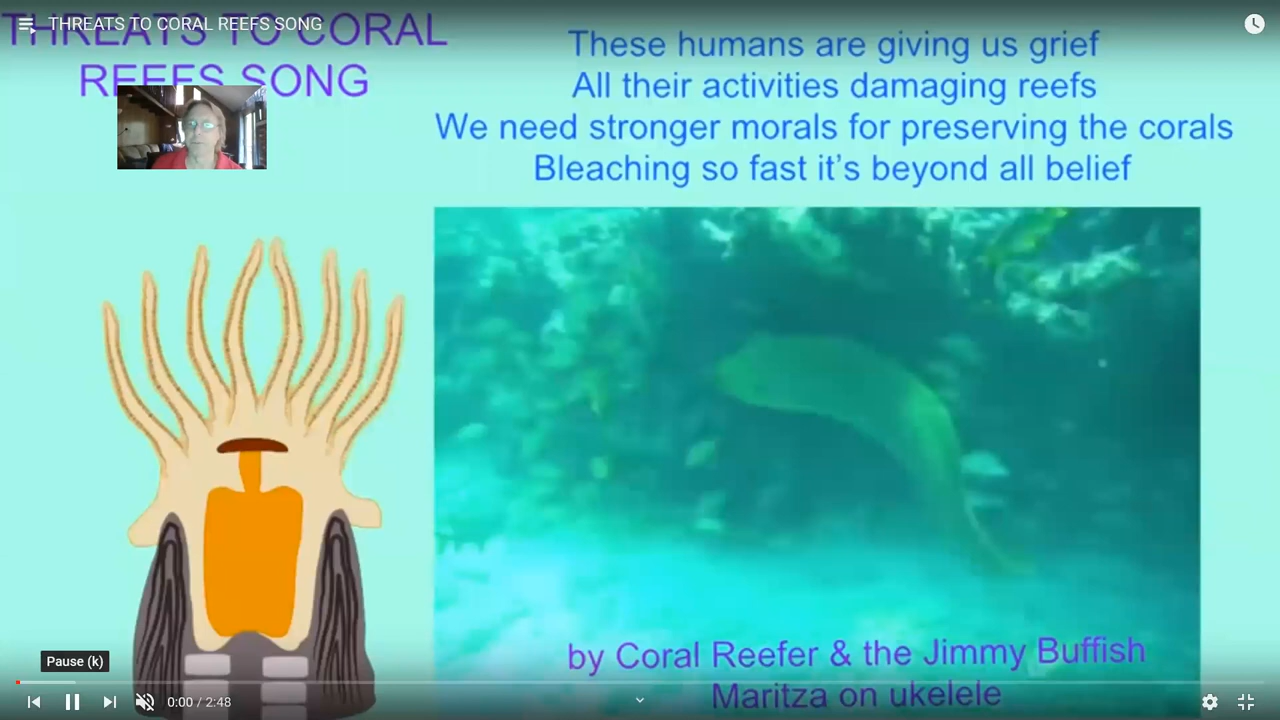 THREATS TO CORAL REEFS SONG
THREATS TO CORAL
REEFS SONG
These humans are giving us grief
All their activities damaging reefs
We need stronger morals for preserving the corals
Bleaching so fast it's beyond all belief
by Coral Reefer & the Jimmy Buffish
Maritza on ukelele
Pause (k)
0:00 / 2:48